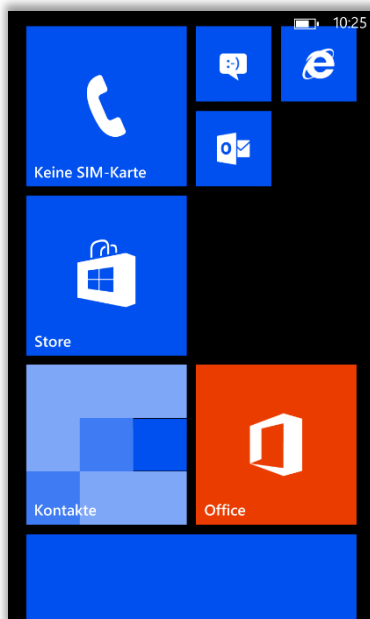 10:25
:-)
Keine SIM-Karte
Store
Kontakte
Office